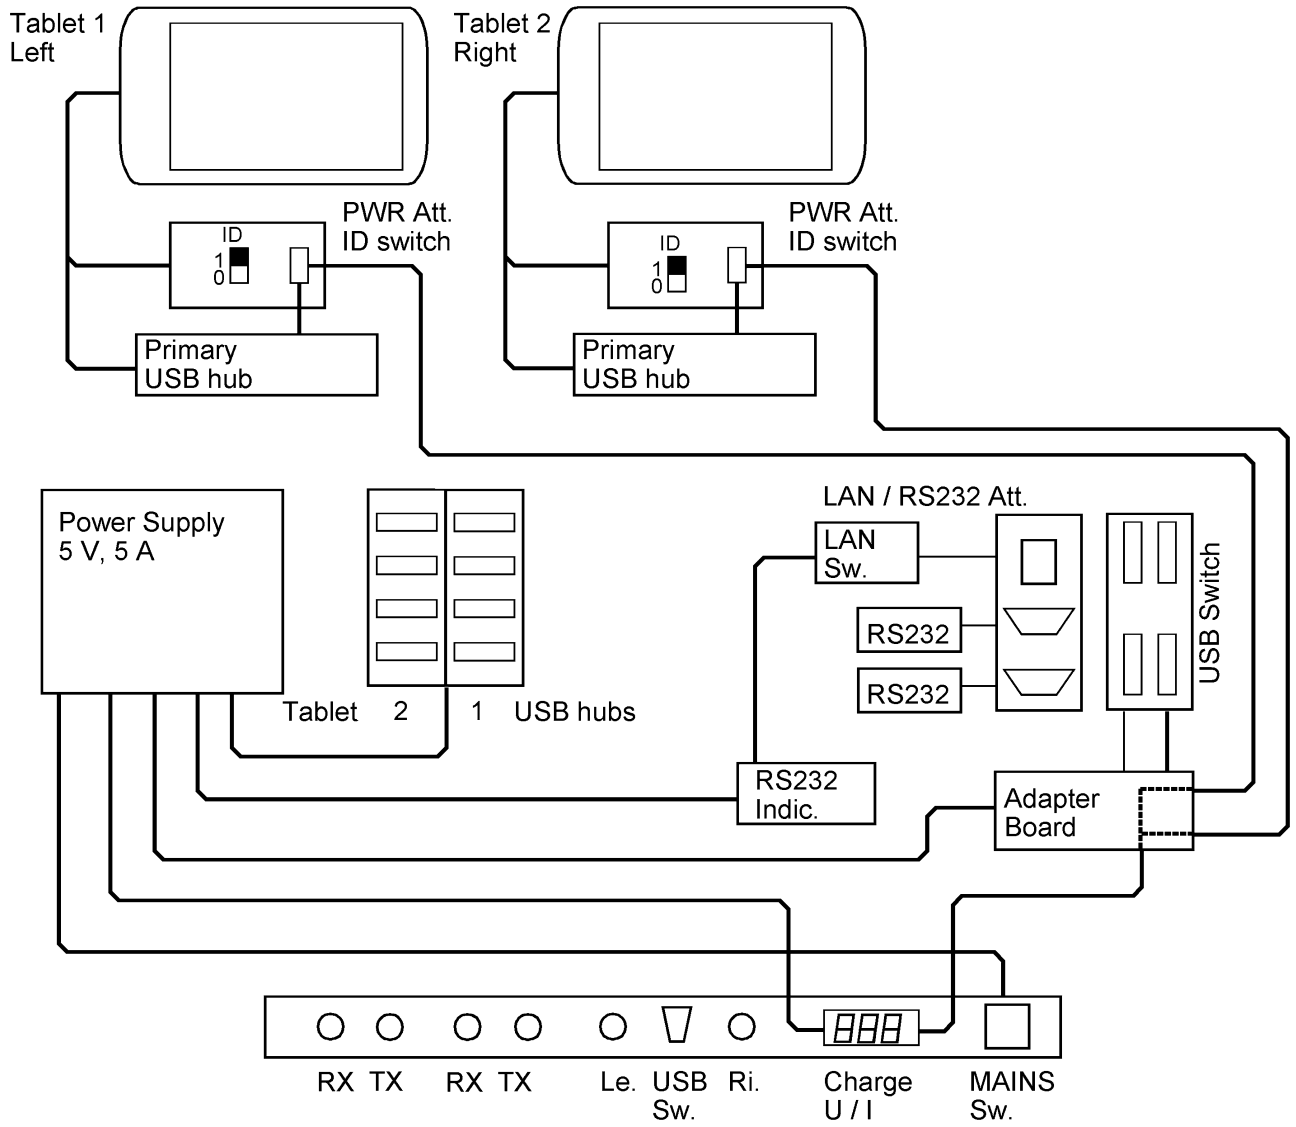 Tablet 1
Left
Tablet 2
Right
PWR Att.
ID switch
ID
1
0
Primary
USB hub
PWR Att.
ID switch
ID
1
0
Primary
USB hub
Power Supply
5 V, 5 A
Tablet 2 1 USB hubs
LAN / RS232 Att.
LAN
Sw.
RS232
RS232
USB Switch
RS232
Indic.
Adapter
Board
888
RX TX RX TX Le. USB Sw. Ri.
Charge
U / I
MAINS
Sw.